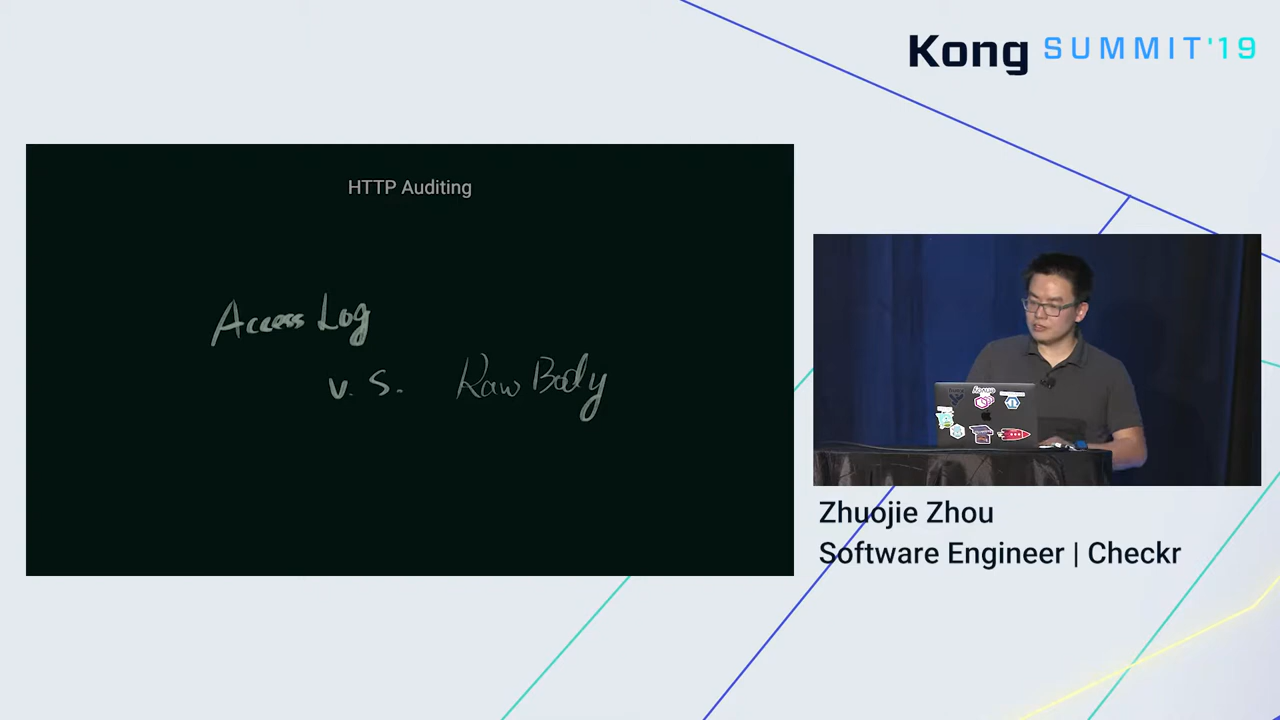 Kong SUMMIT'19
HTTP Auditing
Access Log
v.s. Raw Body
Zhuojie Zhou
Software Engineer | Checkr